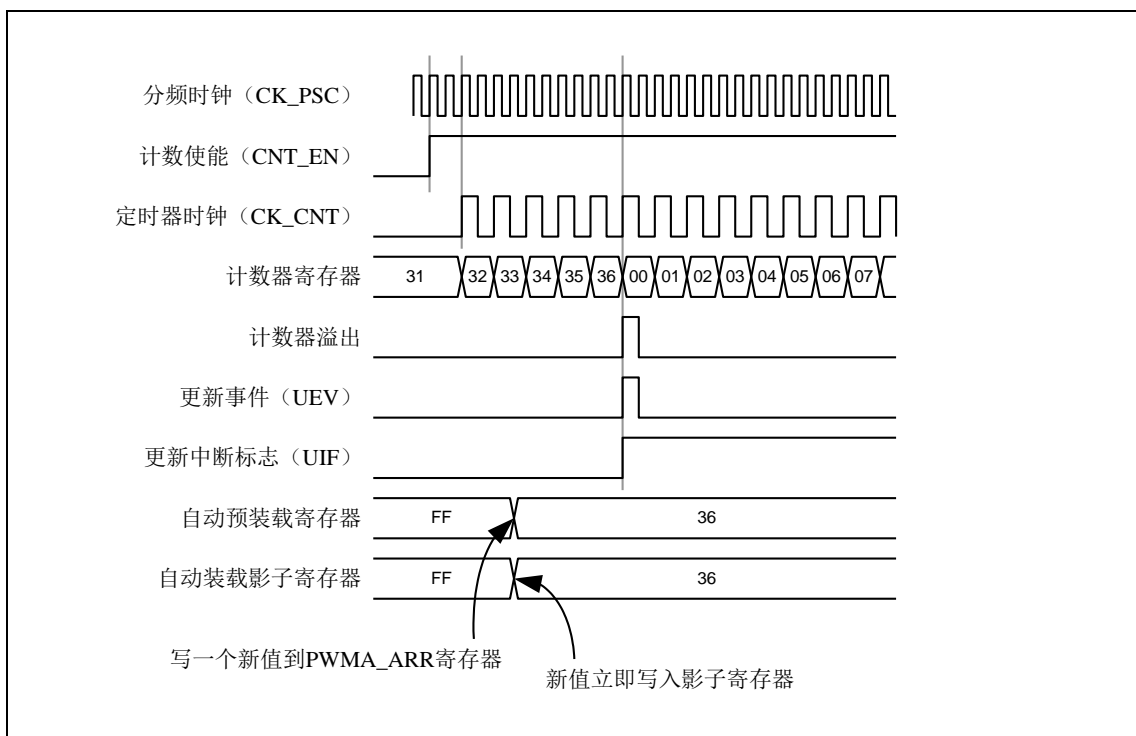 分频时钟（CK_PSC）
计数使能（CNT_EN）
定时器时钟（CK_CNT）
计数器寄存器 31 32 33 34 35 36 00 01 02 03 04 05 06 07
计数器溢出
更新事件（UEV）
更新中断标志（UIF）
自动预装载寄存器 FF 36
自动装载影子寄存器 FF 36
写一个新值到PWMA_ARR寄存器
新值立即写入影子寄存器